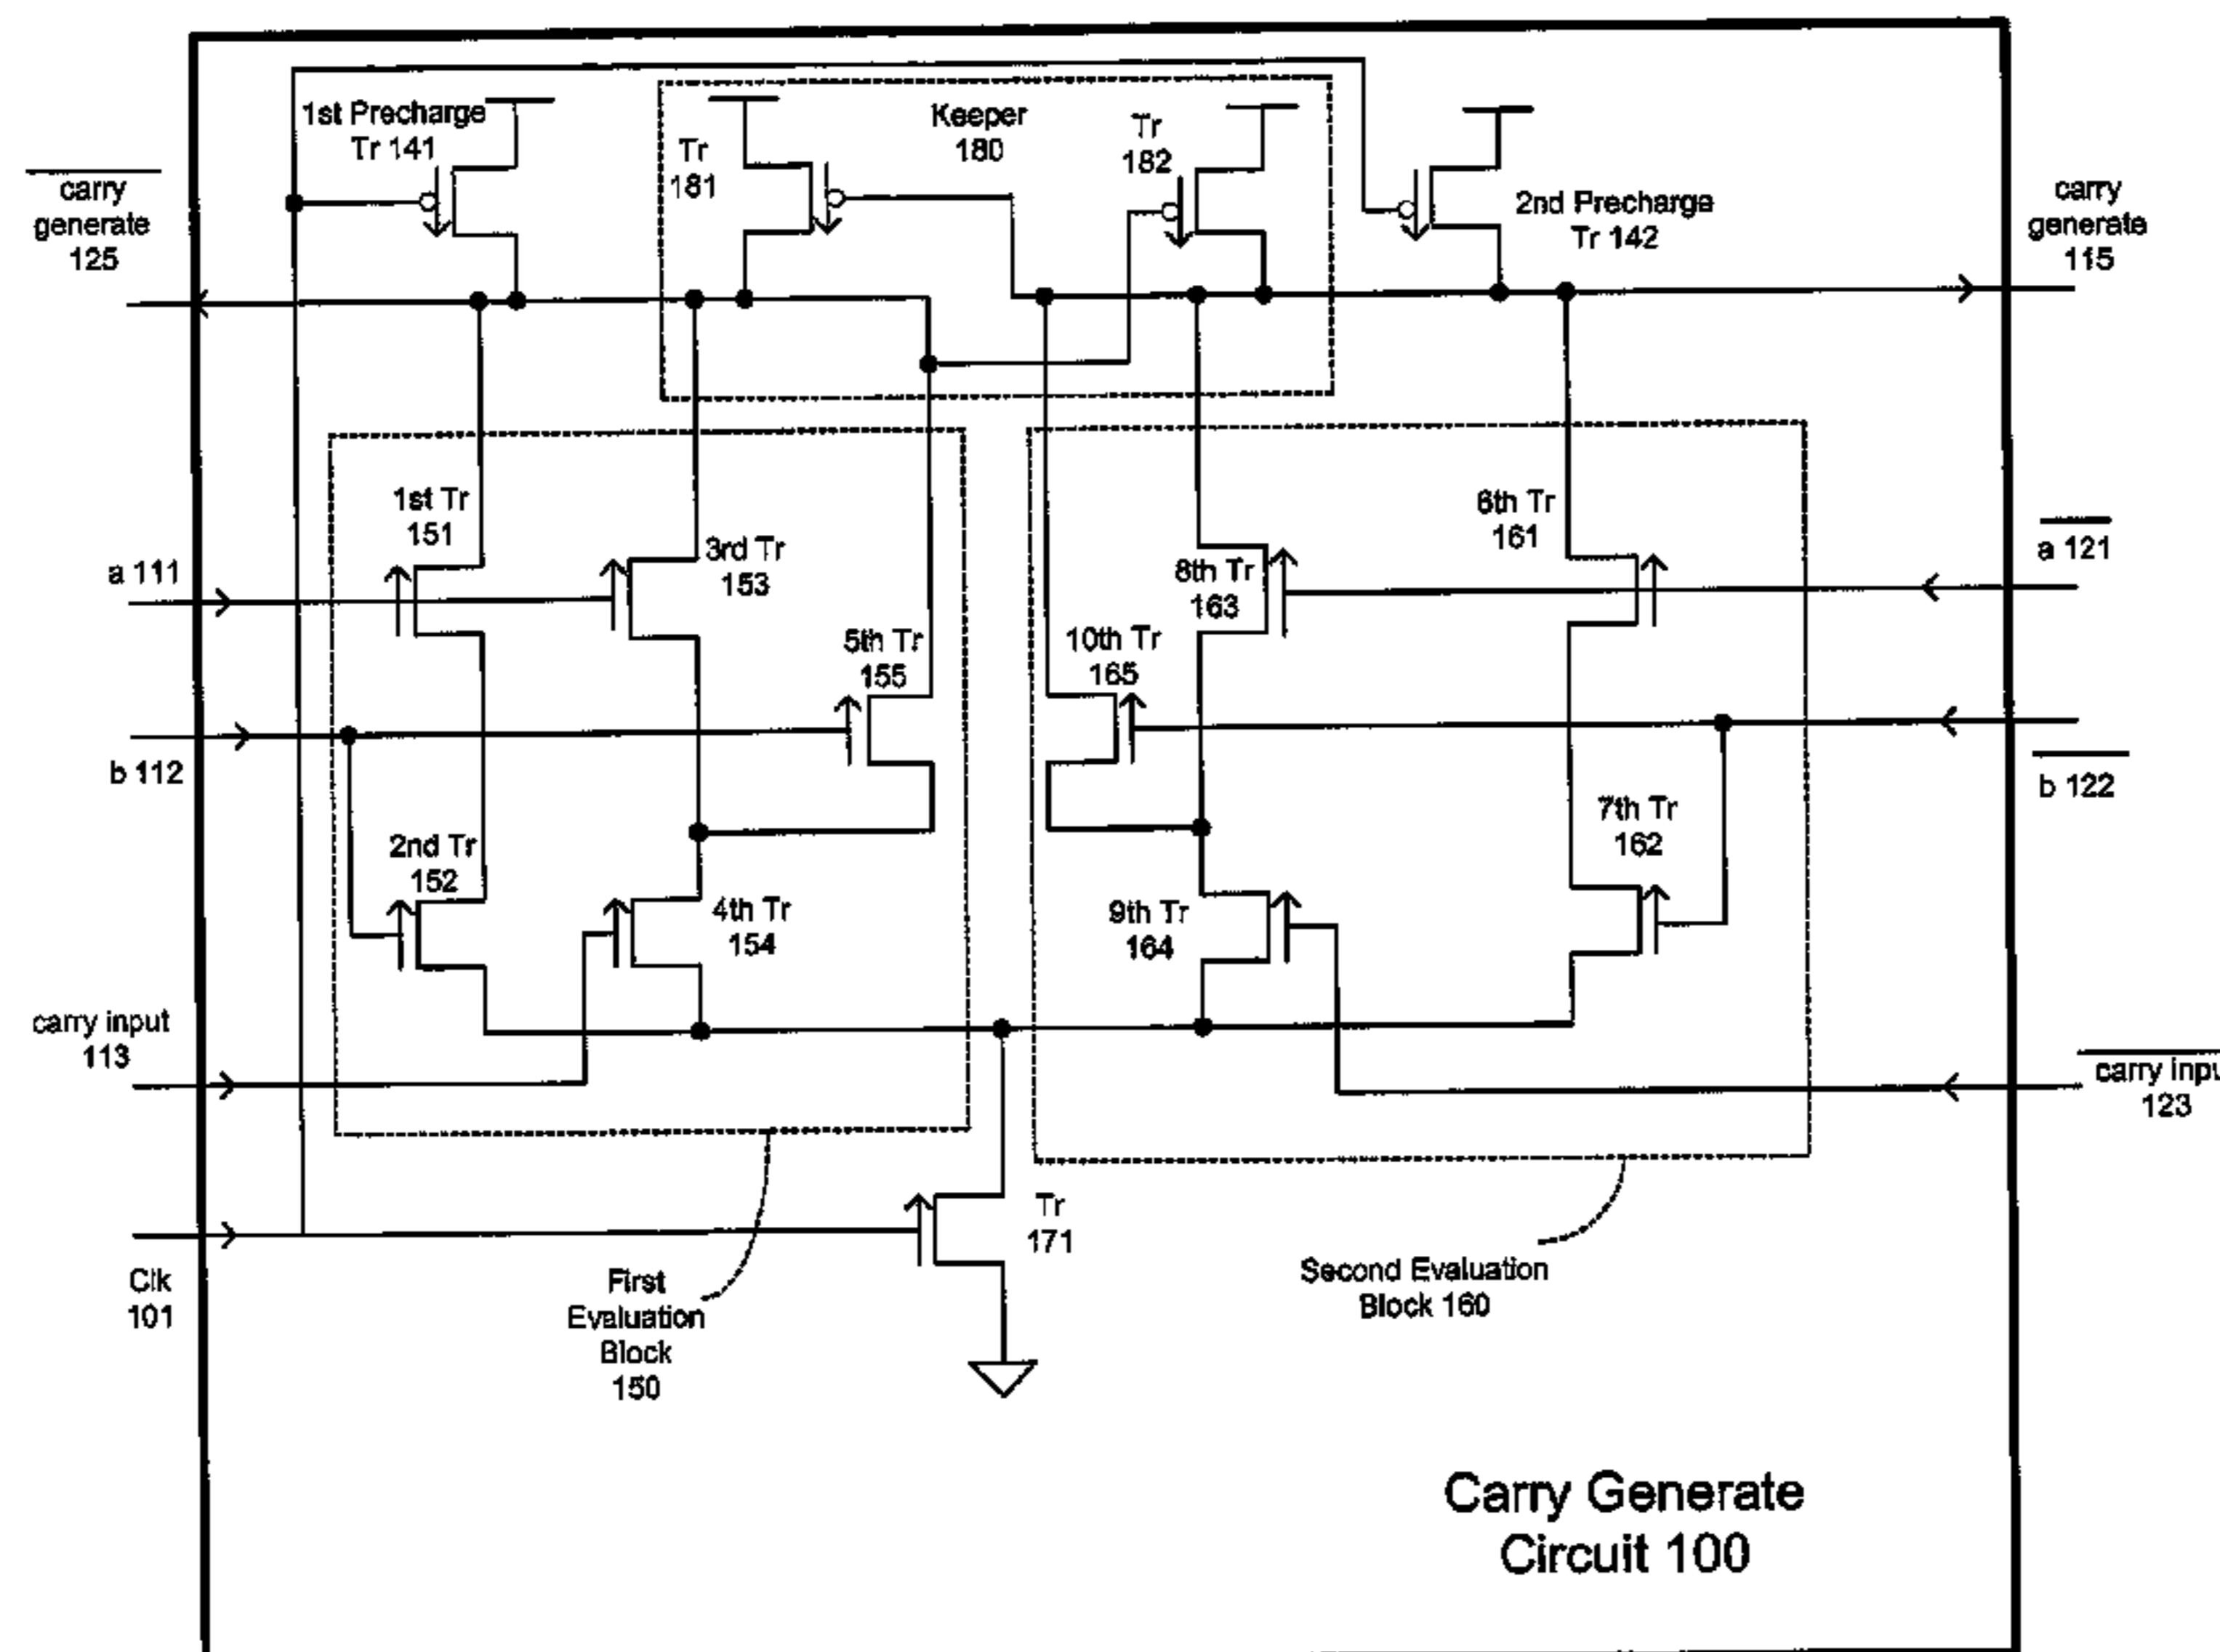 1st Precharge
Tr 141
Tr
181
Keeper
180
Tr
182
2nd Precharge
Tr 142
carry
generate
125
carry
generate
115
1st Tr
151
3rd Tr
153
8th Tr
163
6th Tr
161
a 111
a 121
5th Tr
155
10th Tr
165
b 112
b 122
2nd Tr
152
4th Tr
154
9th Tr
164
7th Tr
162
carry input
113
carry inpu
123
Clk
101
Tr
171
First
Evaluation
Block
150
Second Evaluation
Block 160
Carry Generate
Circuit 100